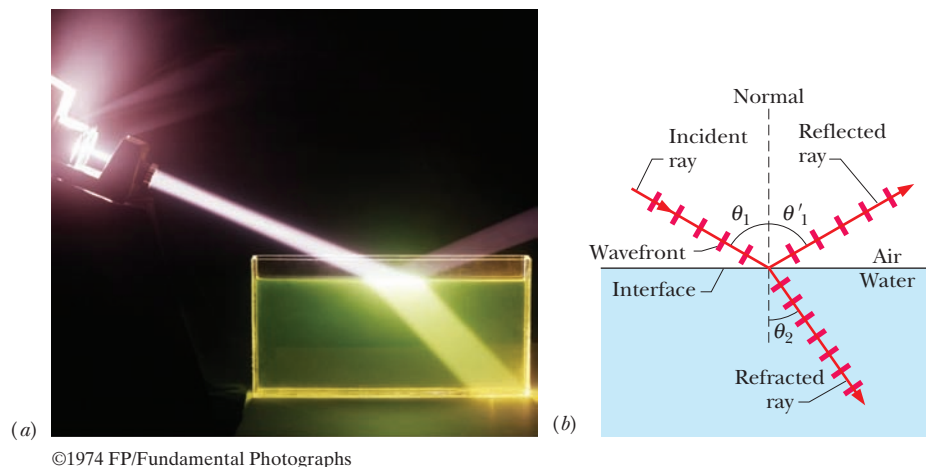 Normal
Incident
ray
Reflected
ray
θ1
θ′1
Wavefront
Air
Interface
Water
θ2
Refracted
ray
(a)
(b)
©1974 FP/Fundamental Photographs